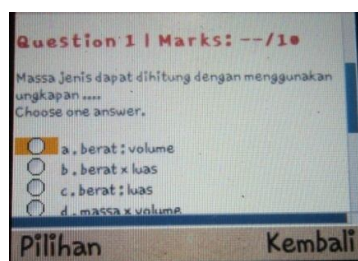 Question 1 | Marks: --/10
Massa jenis dapat dihitung dengan menggunakan
ungkapan ....
Choose one answer.
a. berat : volume
b. berat x luas
c. berat : luas
d. massa x volume
Pilihan Kembali